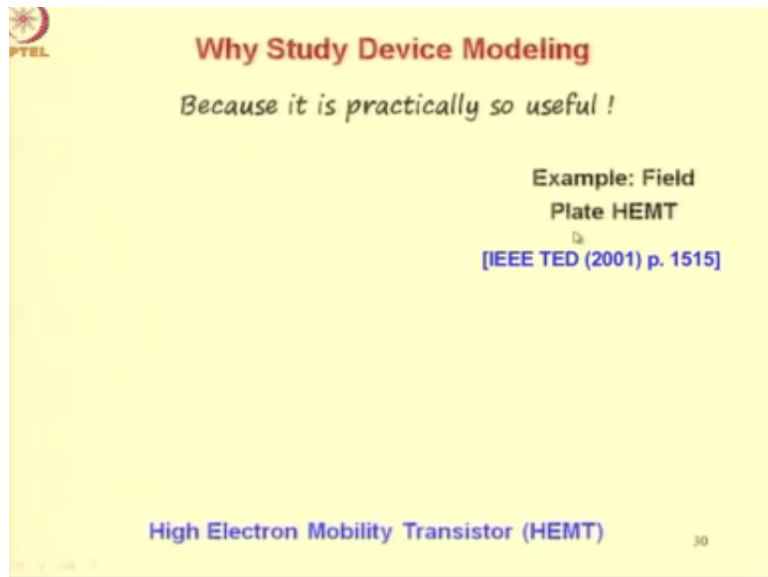 PTEL
Why Study Device Modeling
Because it is practically so useful !
Example: Field
Plate HEMT
[IEEE TED (2001) p. 1515]
High Electron Mobility Transistor (HEMT)
30